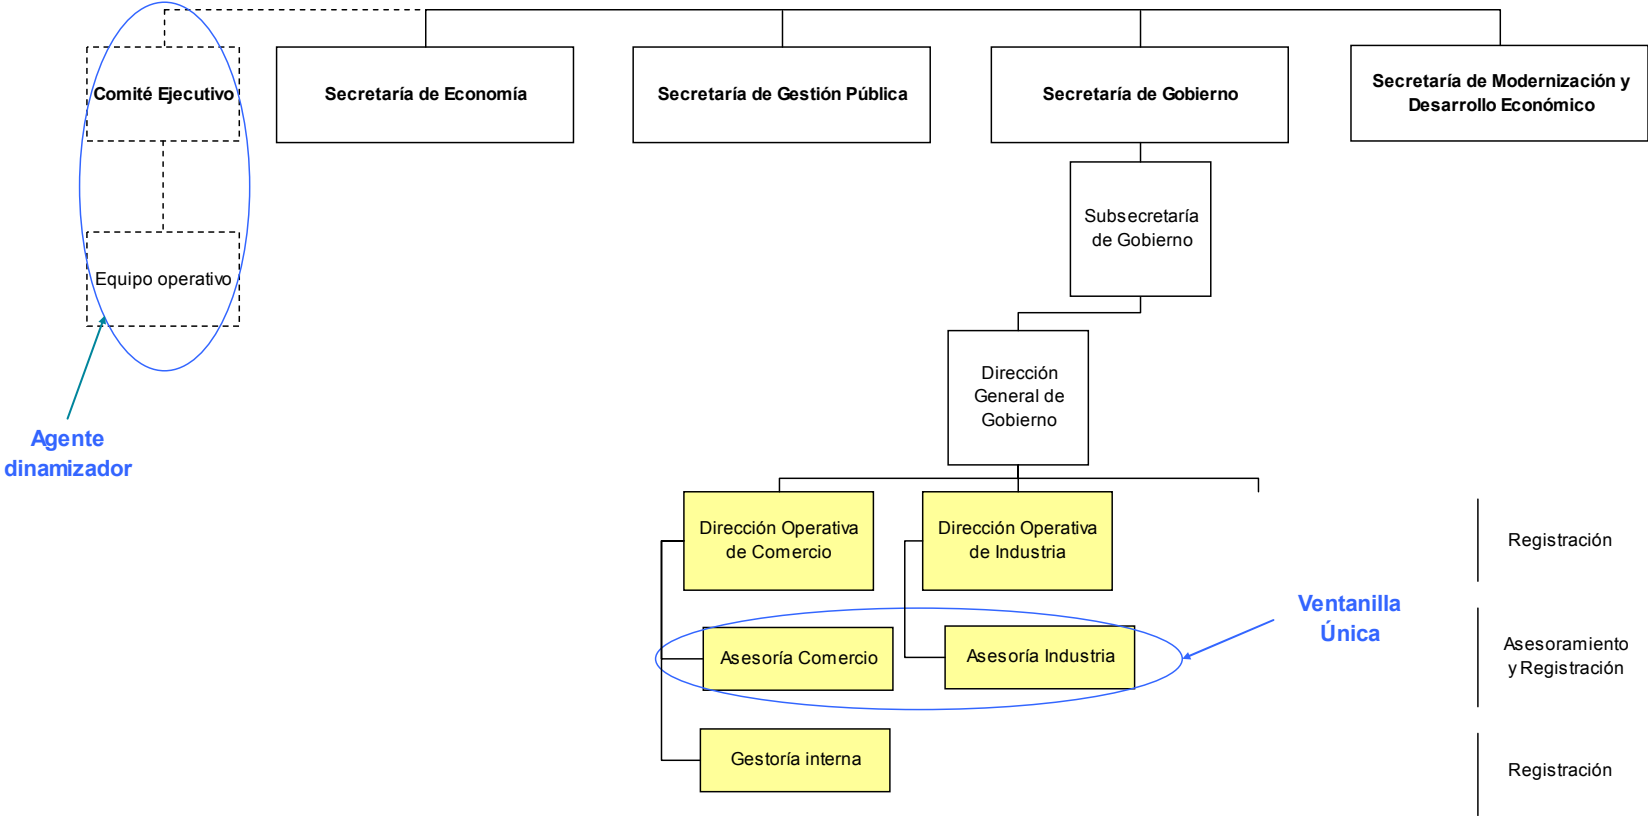 Comité Ejecutivo
Secretaría de Economía
Secretaría de Gestión Pública
Secretaría de Gobierno
Secretaría de Modernización y
Desarrollo Económico
Subsecretaría
de Gobierno
Equipo operativo
Dirección
General de
Gobierno
Agente
dinamizador
Dirección Operativa
de Comercio
Dirección Operativa
de Industria
Registración
Ventanilla
Única
Asesoría Comercio
Asesoría Industria
Asesoramiento
y Registración
Gestoría interna
Registración